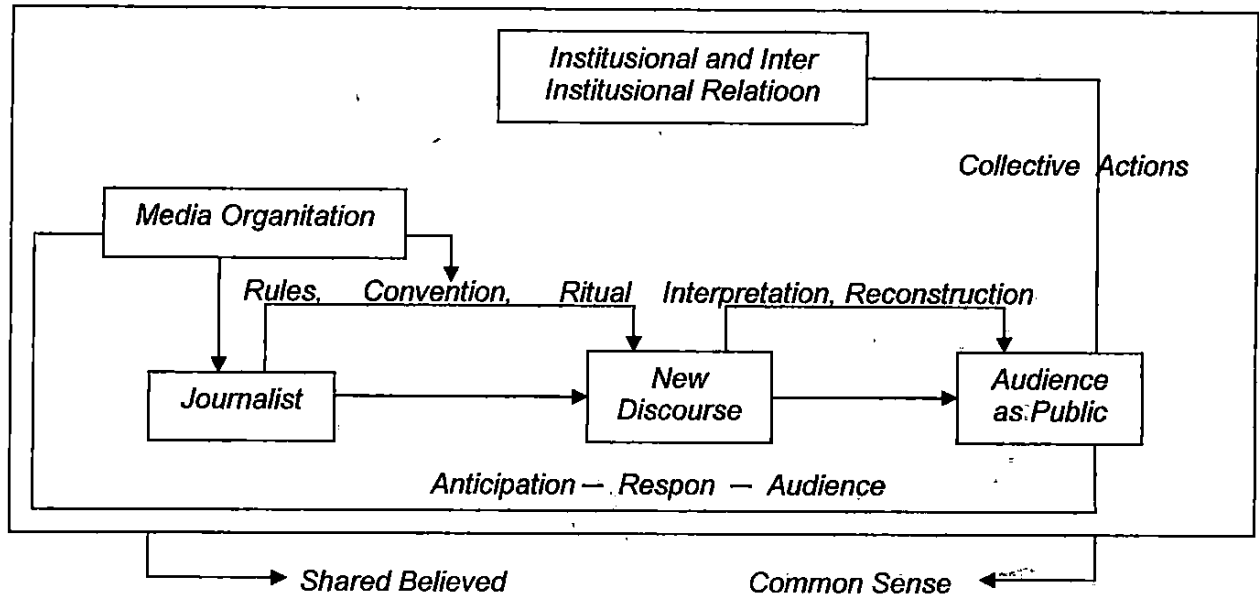 Institusional and Inter
Institusional Relatioon
Collective Actions
Media Organitation
Rules, Convention, Ritual Interpretation, Reconstruction
Journalist
New
Discourse
Audience
as Public
Anticipation – Respon – Audience
Shared Believed
Common Sense